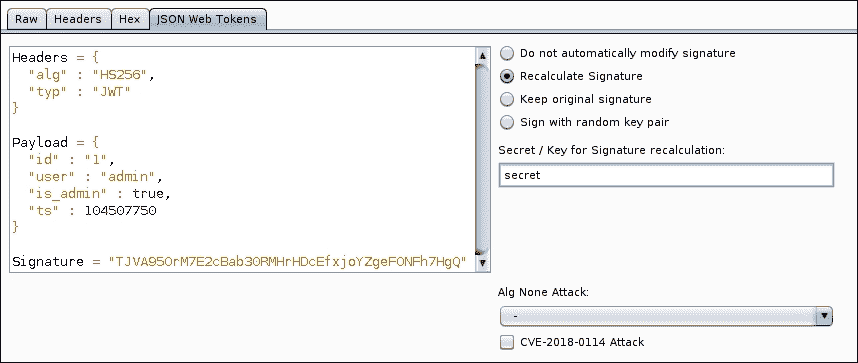 Raw Headers Hex JSON Web Tokens
Headers = {
"alg" : "HS256",
"typ" : "JWT"
}
Payload = {
"id" : "1",
"user" : "admin",
"is_admin" : true,
"ts" : 104507750
}
Signature = "TJVA95OrM7E2cBab30RMHrHDcEfxjoYZgeFONFh7HgQ"
Do not automatically modify signature
Recalculate Signature
Keep original signature
Sign with random key pair
Secret / Key for Signature recalculation:
secret
Alg None Attack:
-
CVE-2018-0114 Attack